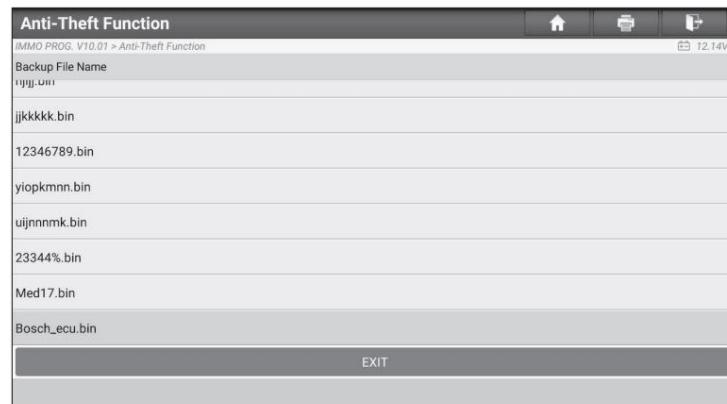 Anti-Theft Function
IMMO PROG. V10.01 > Anti-Theft Function
12.14V
Backup File Name
jjkkkkk.bin
12346789.bin
yiopkmnn.bin
uijnnnmk.bin
23344%.bin
Med17.bin
Bosch_ecu.bin
EXIT